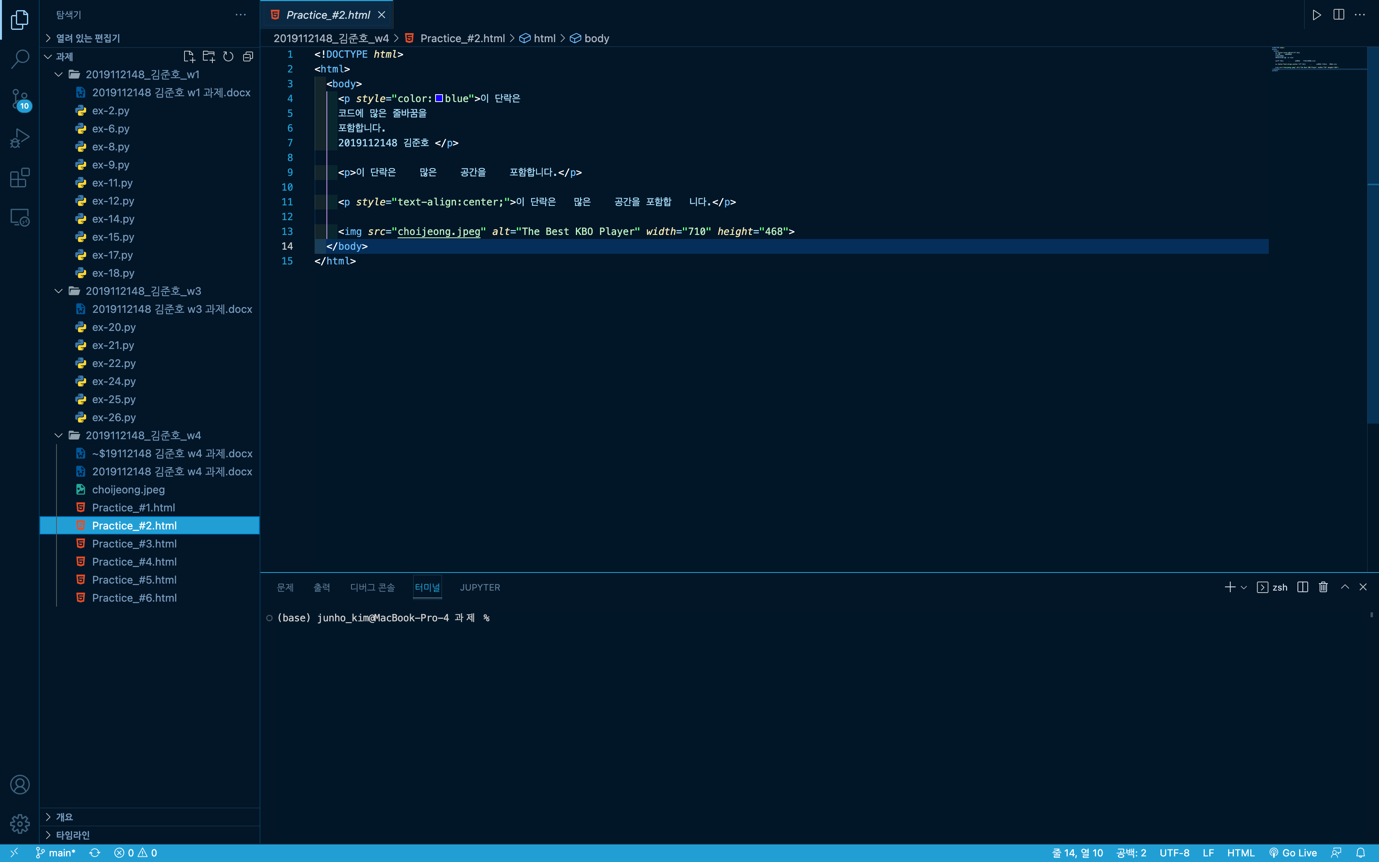 탐색기
열려 있는 편집기
과제
2019112148_김준호_w1
2019112148 김준호 w1 과제.docx
ex-2.py
ex-6.py
ex-8.py
ex-9.py
ex-11.py
ex-12.py
ex-14.py
ex-15.py
ex-17.py
ex-18.py
2019112148_김준호_w3
2019112148 김준호 w3 과제.docx
ex-20.py
ex-21.py
ex-22.py
ex-24.py
ex-25.py
ex-26.py
2019112148_김준호_w4
~$19112148 김준호 w4 과제.docx
2019112148 김준호 w4 과제.docx
choijeong.jpeg
Practice_#1.html
Practice_#2.html
Practice_#3.html
Practice_#4.html
Practice_#5.html
Practice_#6.html
개요
타임라인
10
Practice_#2.html
2019112148_김준호_w4 > Practice_#2.html > html > body
1 <!DOCTYPE html>
2 <html>
3 <body>
4 <p style="color:blue">이 단락은
5 코드에 많은 줄바꿈을
6 포함합니다.
7 2019112148 김준호 </p>
8
9 <p>이 단락은    많은    공간을    포함합니다.</p>
10
11 <p style="text-align:center;">이 단락은   많은    공간을 포함합   니다.</p>
12
13 <img src="choijeong.jpeg" alt="The Best KBO Player" width="710" height="468">
14 </body>
15 </html>
문제 출력 디버그 콘솔 터미널 JUPYTER zsh
(base) junho_kim@MacBook-Pro-4 과제 %
main* 0 0 줄 14, 열 10 공백: 2 UTF-8 LF HTML Go Live